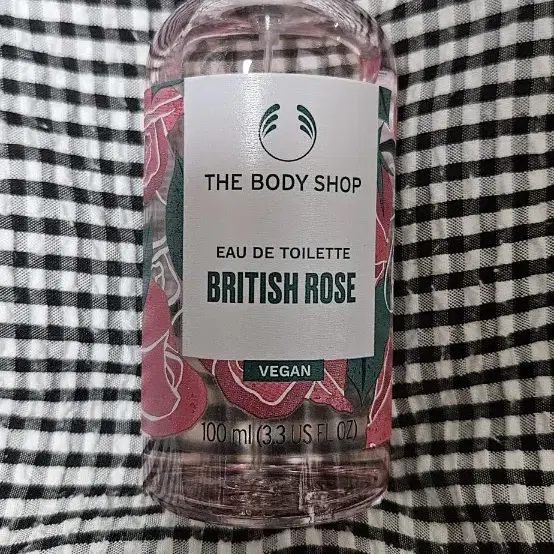 THE BODY SHOP
EAU DE TOILETTE
BRITISH ROSE
VEGAN
100 ml (3.3 US FL OZ)